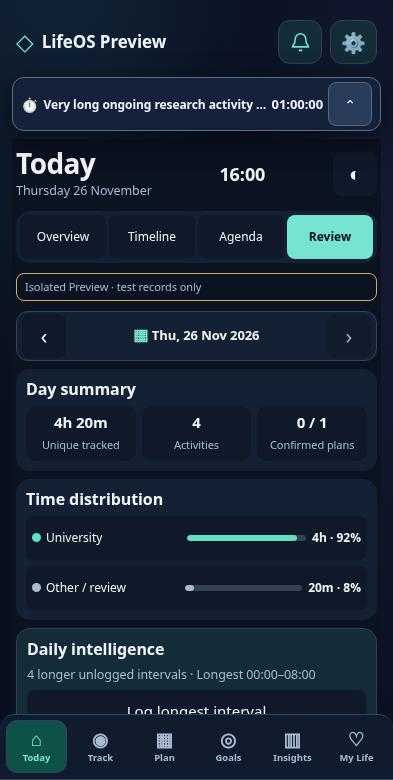 LifeOS Preview
Very long ongoing research activity ... 01:00:00
Today
Thursday 26 November
16:00
Overview Timeline Agenda Review
Isolated Preview · test records only
Thu, 26 Nov 2026
Day summary
4h 20m 4 0 / 1
Unique tracked Activities Confirmed plans
Time distribution
University 4h · 92%
Other / review 20m · 8%
Daily intelligence
4 longer unlogged intervals · Longest 00:00–08:00
Log longest interval
Today Track Plan Goals Insights My Life